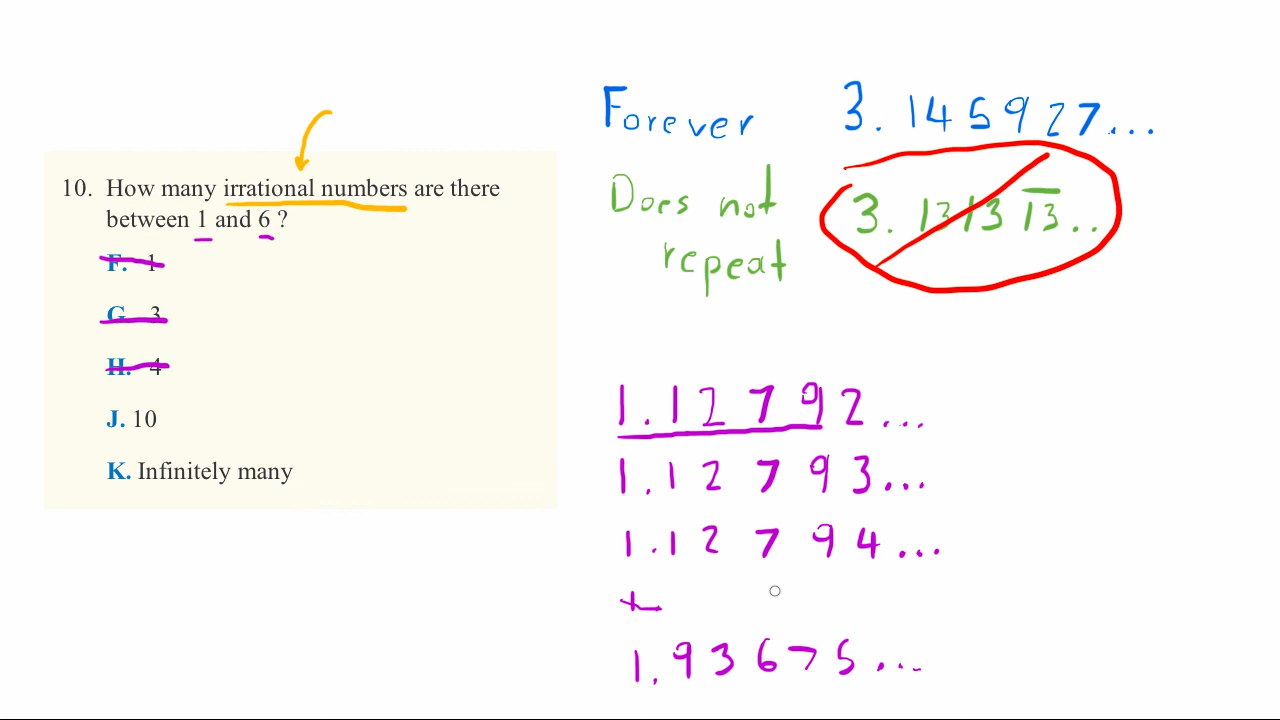 10. How many irrational numbers are there
between 1 and 6 ?
F. 1
G. 3
H. 4
J. 10
K. Infinitely many
Forever 3.145927...
Does not 3.131313...
repeat
1.12792...
1.12793...
1.12794...
1.93675...